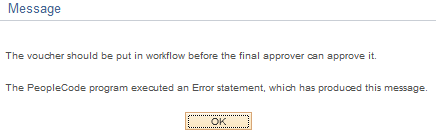 Message
The voucher should be put in workflow before the final approver can approve it.
The PeopleCode program executed an Error statement, which has produced this message.
OK